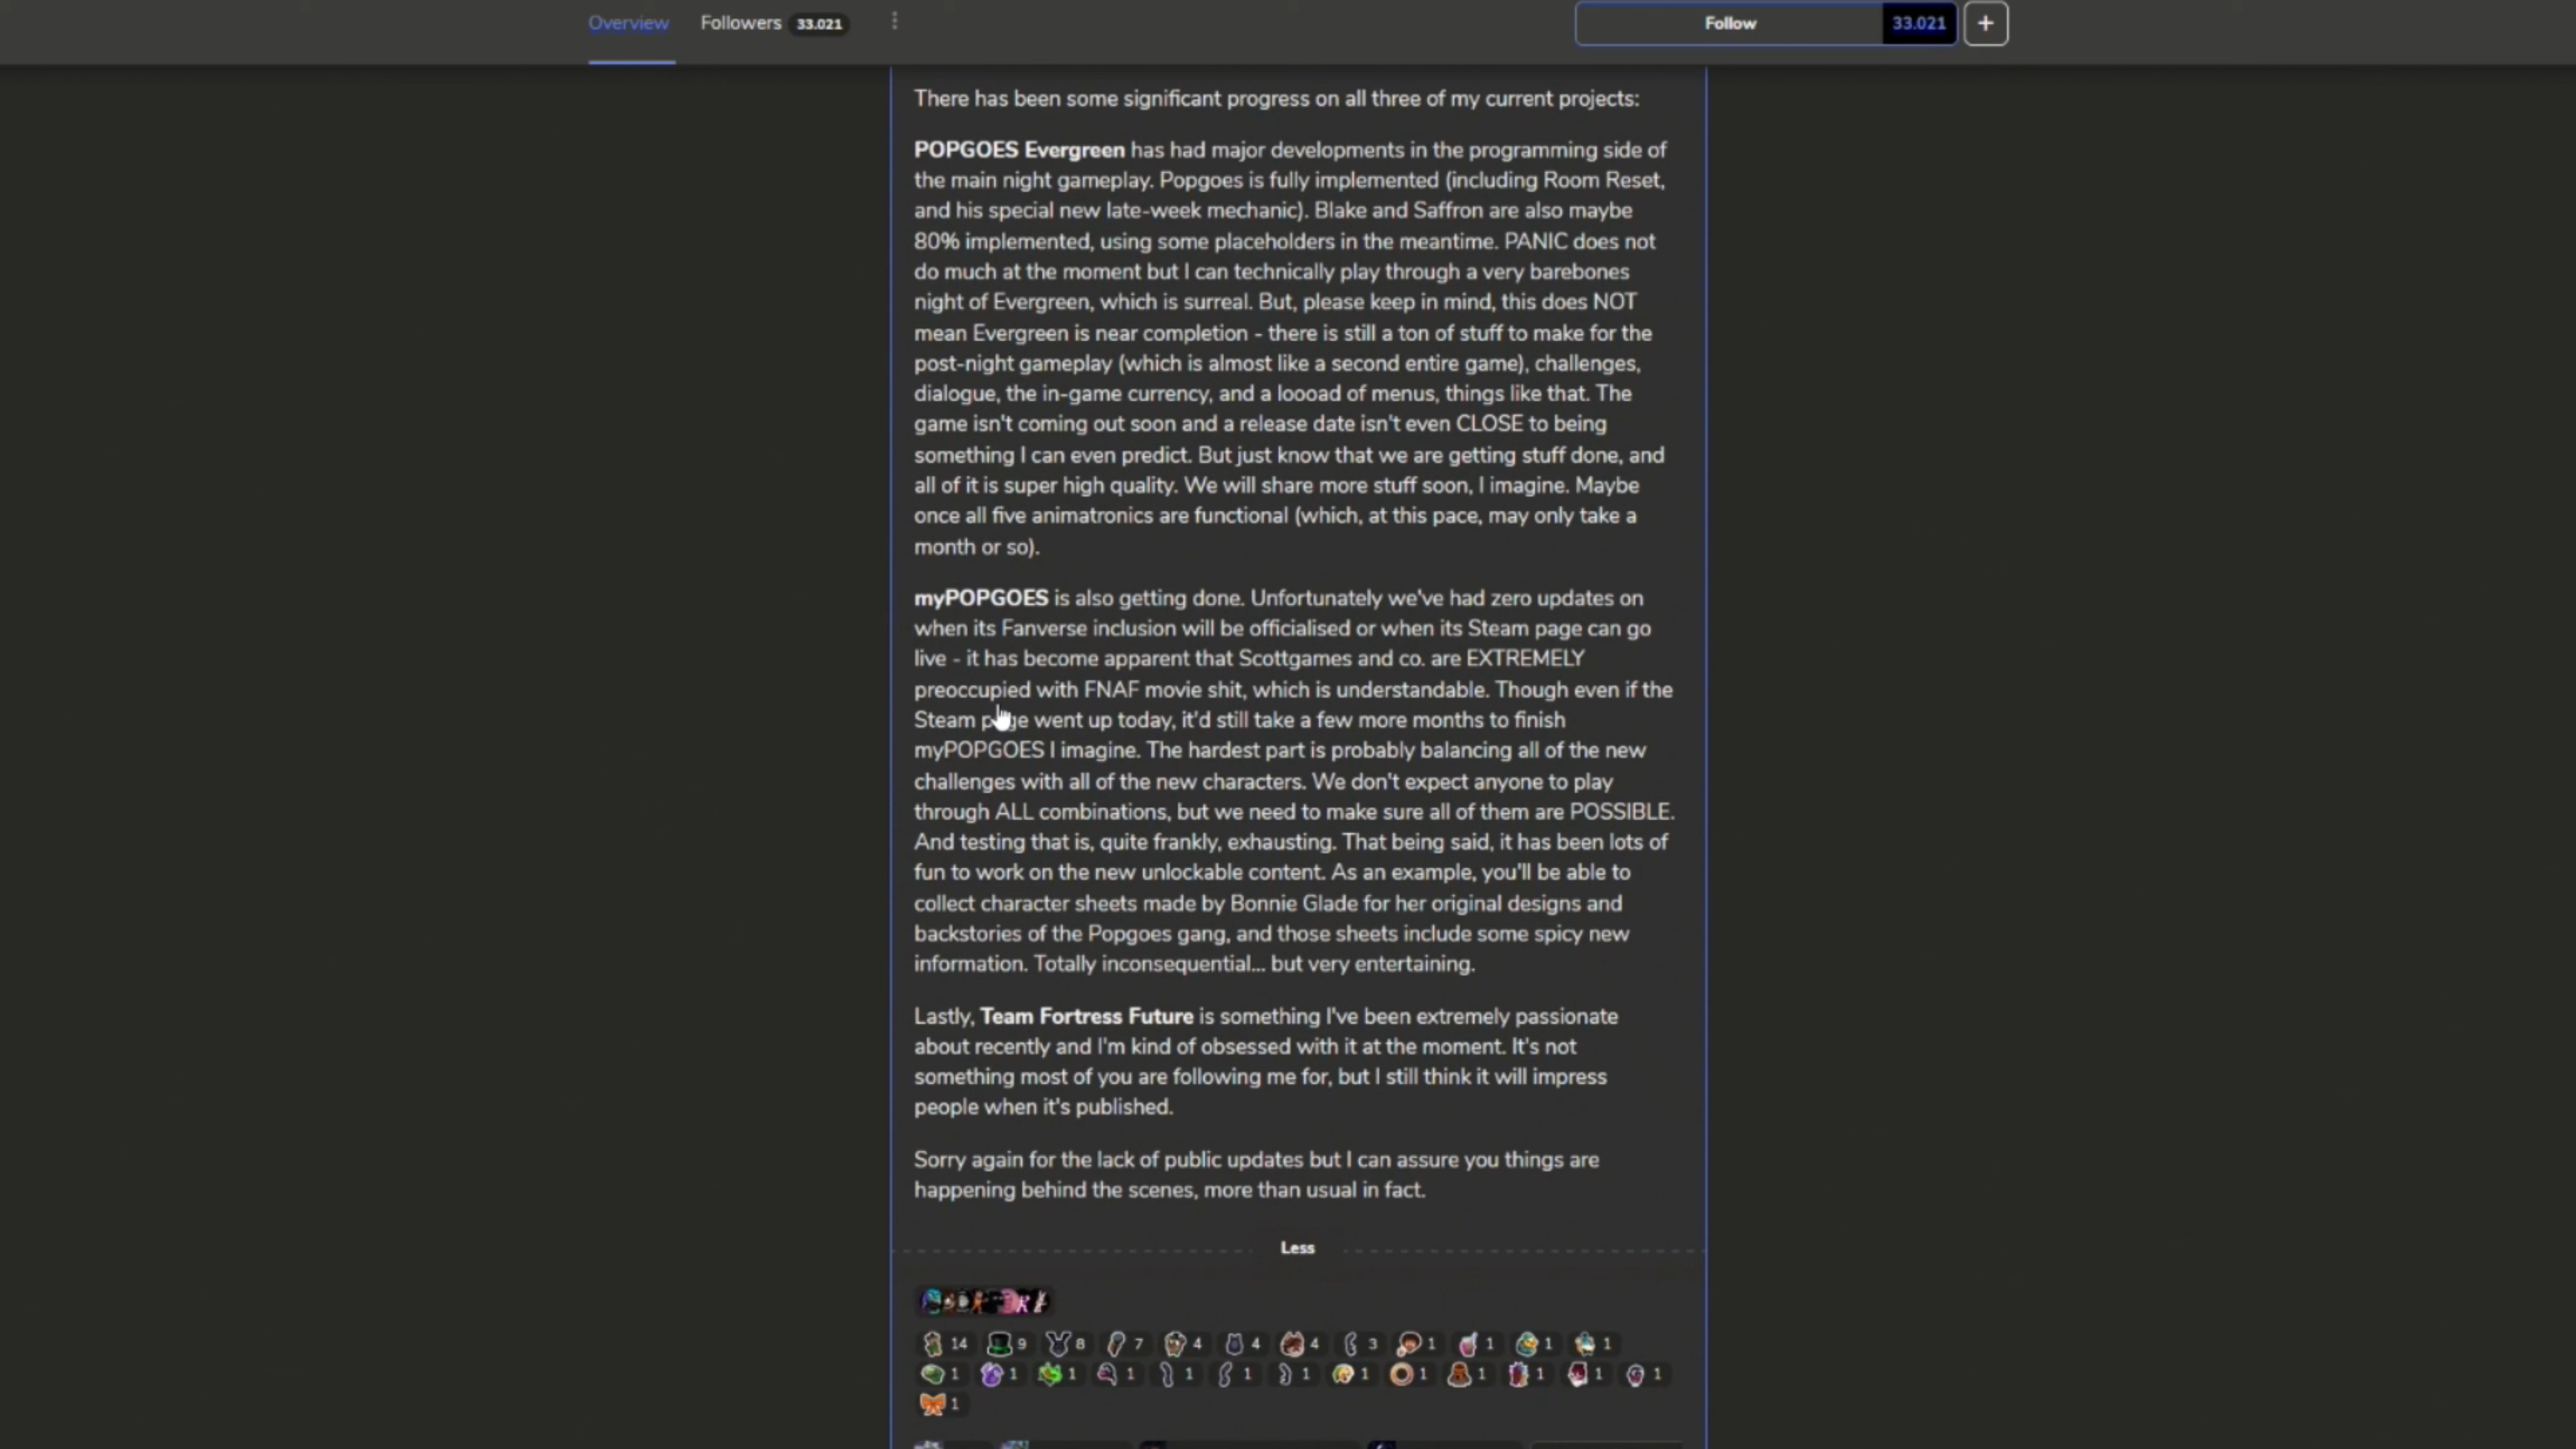 Overview Followers 33.021 Follow 33.021 +
There has been some significant progress on all three of my current projects:
POPGOES Evergreen has had major developments in the programming side of
the main night gameplay. Popgoes is fully implemented (including Room Reset,
and his special new late-week mechanic). Blake and Saffron are also maybe
80% implemented, using some placeholders in the meantime. PANIC does not
do much at the moment but I can technically play through a very barebones
night of Evergreen, which is surreal. But, please keep in mind, this does NOT
mean Evergreen is near completion - there is still a ton of stuff to make for the
post-night gameplay (which is almost like a second entire game), challenges,
dialogue, the in-game currency, and a loooad of menus, things like that. The
game isn't coming out soon and a release date isn't even CLOSE to being
something I can even predict. But just know that we are getting stuff done, and
all of it is super high quality. We will share more stuff soon, I imagine. Maybe
once all five animatronics are functional (which, at this pace, may only take a
month or so).
myPOPGOES is also getting done. Unfortunately we've had zero updates on
when its Fanverse inclusion will be officialised or when its Steam page can go
live - it has become apparent that Scottgames and co. are EXTREMELY
preoccupied with FNAF movie shit, which is understandable. Though even if the
Steam page went up today, it'd still take a few more months to finish
myPOPGOES I imagine. The hardest part is probably balancing all of the new
challenges with all of the new characters. We don't expect anyone to play
through ALL combinations, but we need to make sure all of them are POSSIBLE.
And testing that is, quite frankly, exhausting. That being said, it has been lots of
fun to work on the new unlockable content. As an example, you'll be able to
collect character sheets made by Bonnie Glade for her original designs and
backstories of the Popgoes gang, and those sheets include some spicy new
information. Totally inconsequential... but very entertaining.
Lastly, Team Fortress Future is something I've been extremely passionate
about recently and I'm kind of obsessed with it at the moment. It's not
something most of you are following me for, but I still think it will impress
people when it's published.
Sorry again for the lack of public updates but I can assure you things are
happening behind the scenes, more than usual in fact.
Less
14 9 8 7 4 4 4 3 1 1 1 1
1 1 1 1 1 1 1 1 1 1 1 1 1
1